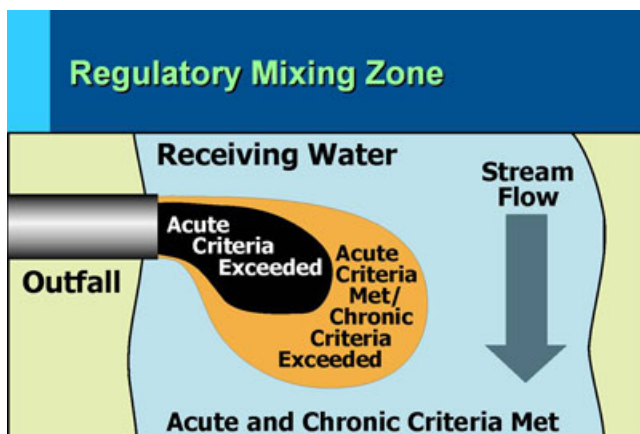 Regulatory Mixing Zone
Receiving Water
Stream
Flow
Acute
Criteria
Exceeded
Acute
Criteria
Met/
Chronic
Criteria
Exceeded
Outfall
Acute and Chronic Criteria Met